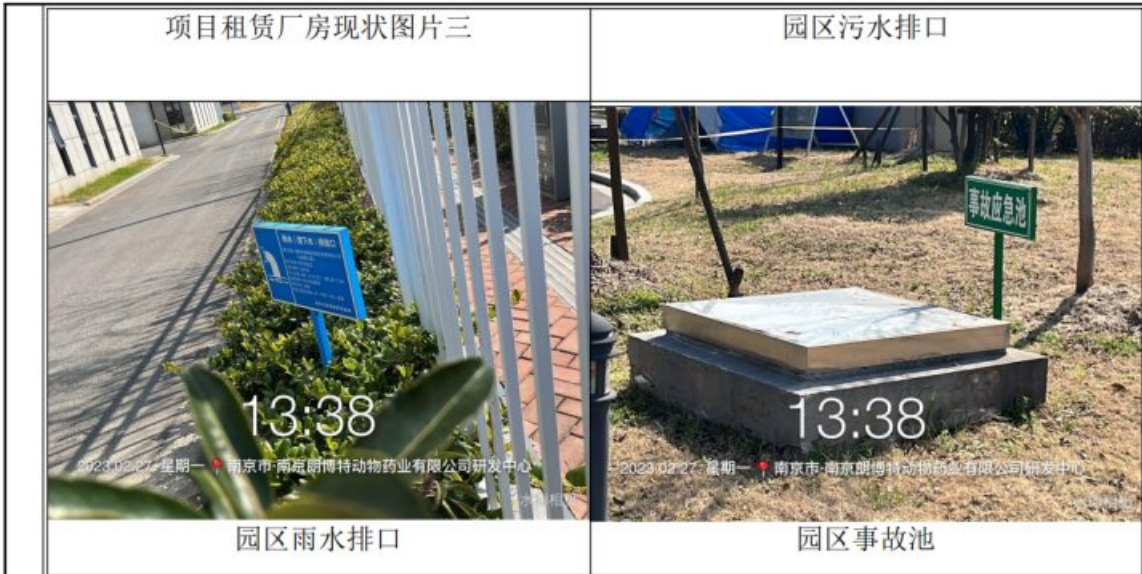 项目租赁厂房现状图片三
园区污水排口
事故应急池
13:38
2023.02.27 星期一 南京市·南京朗博特动物药业有限公司研发中心
13:38
2023.02.27 星期一 南京市·南京朗博特动物药业有限公司研发中心
园区雨水排口
园区事故池